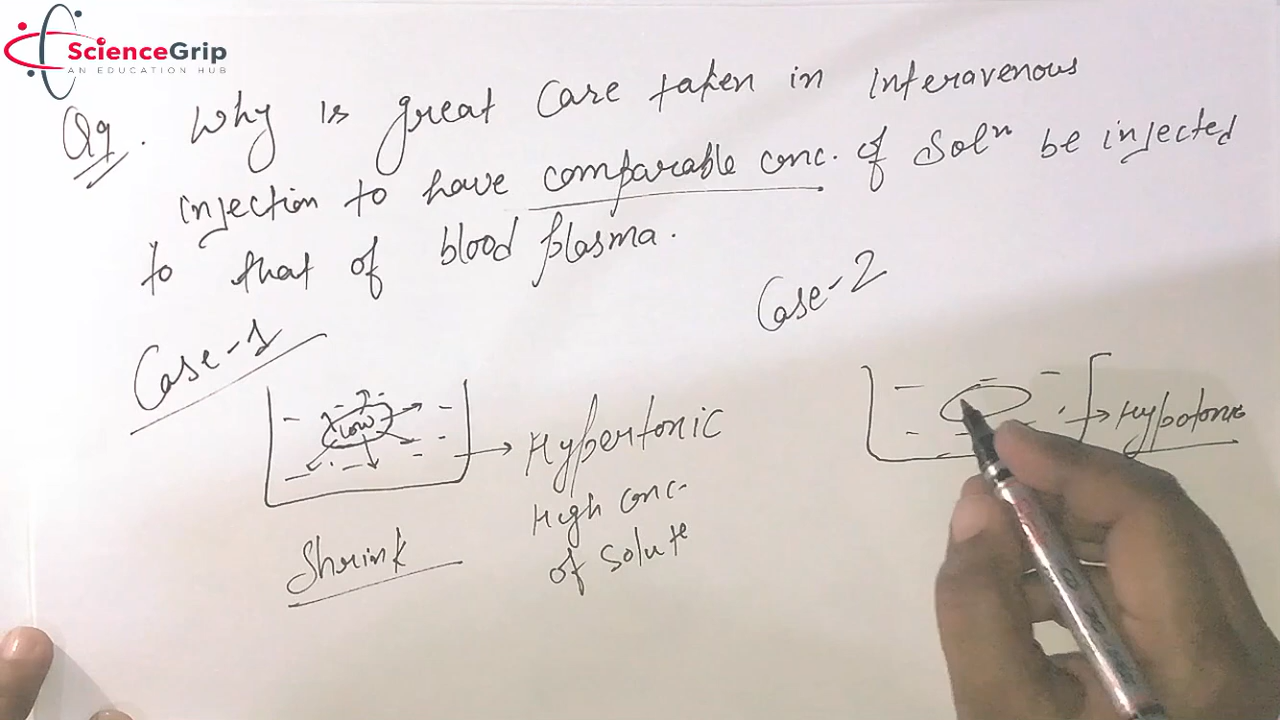 ScienceGrip
AN EDUCATION HUB
Q9. Why is great care taken in interavenous
injection to have comparable conc. of Solⁿ be injected
to that of blood plasma.
Case-1
Case-2
Low
Hypertonic
High conc.
of solute
Shrink
Hypotonic